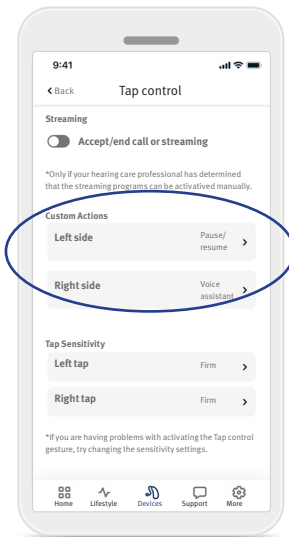 9:41
Back Tap control
Streaming
Accept/end call or streaming
*Only if your hearing care professional has determined
that the streaming programs can be activatived manually.
Custom Actions
Left side Pause/
resume
Right side Voice
assistant
Tap Sensitivity
Left tap Firm
Right tap Firm
*If you are having problems with activating the Tap control
gesture, try changing the sensitivity settings.
Home Lifestyle Devices Support More